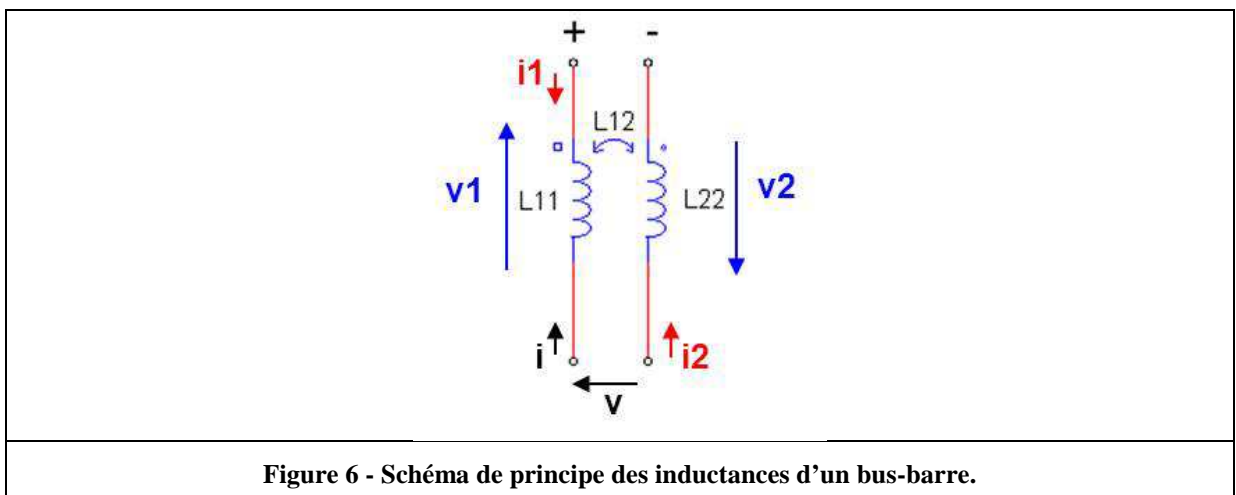 + -
i1
L12
v1 L11 L22 v2
i i2
v
Figure 6 - Schéma de principe des inductances d'un bus-barre.